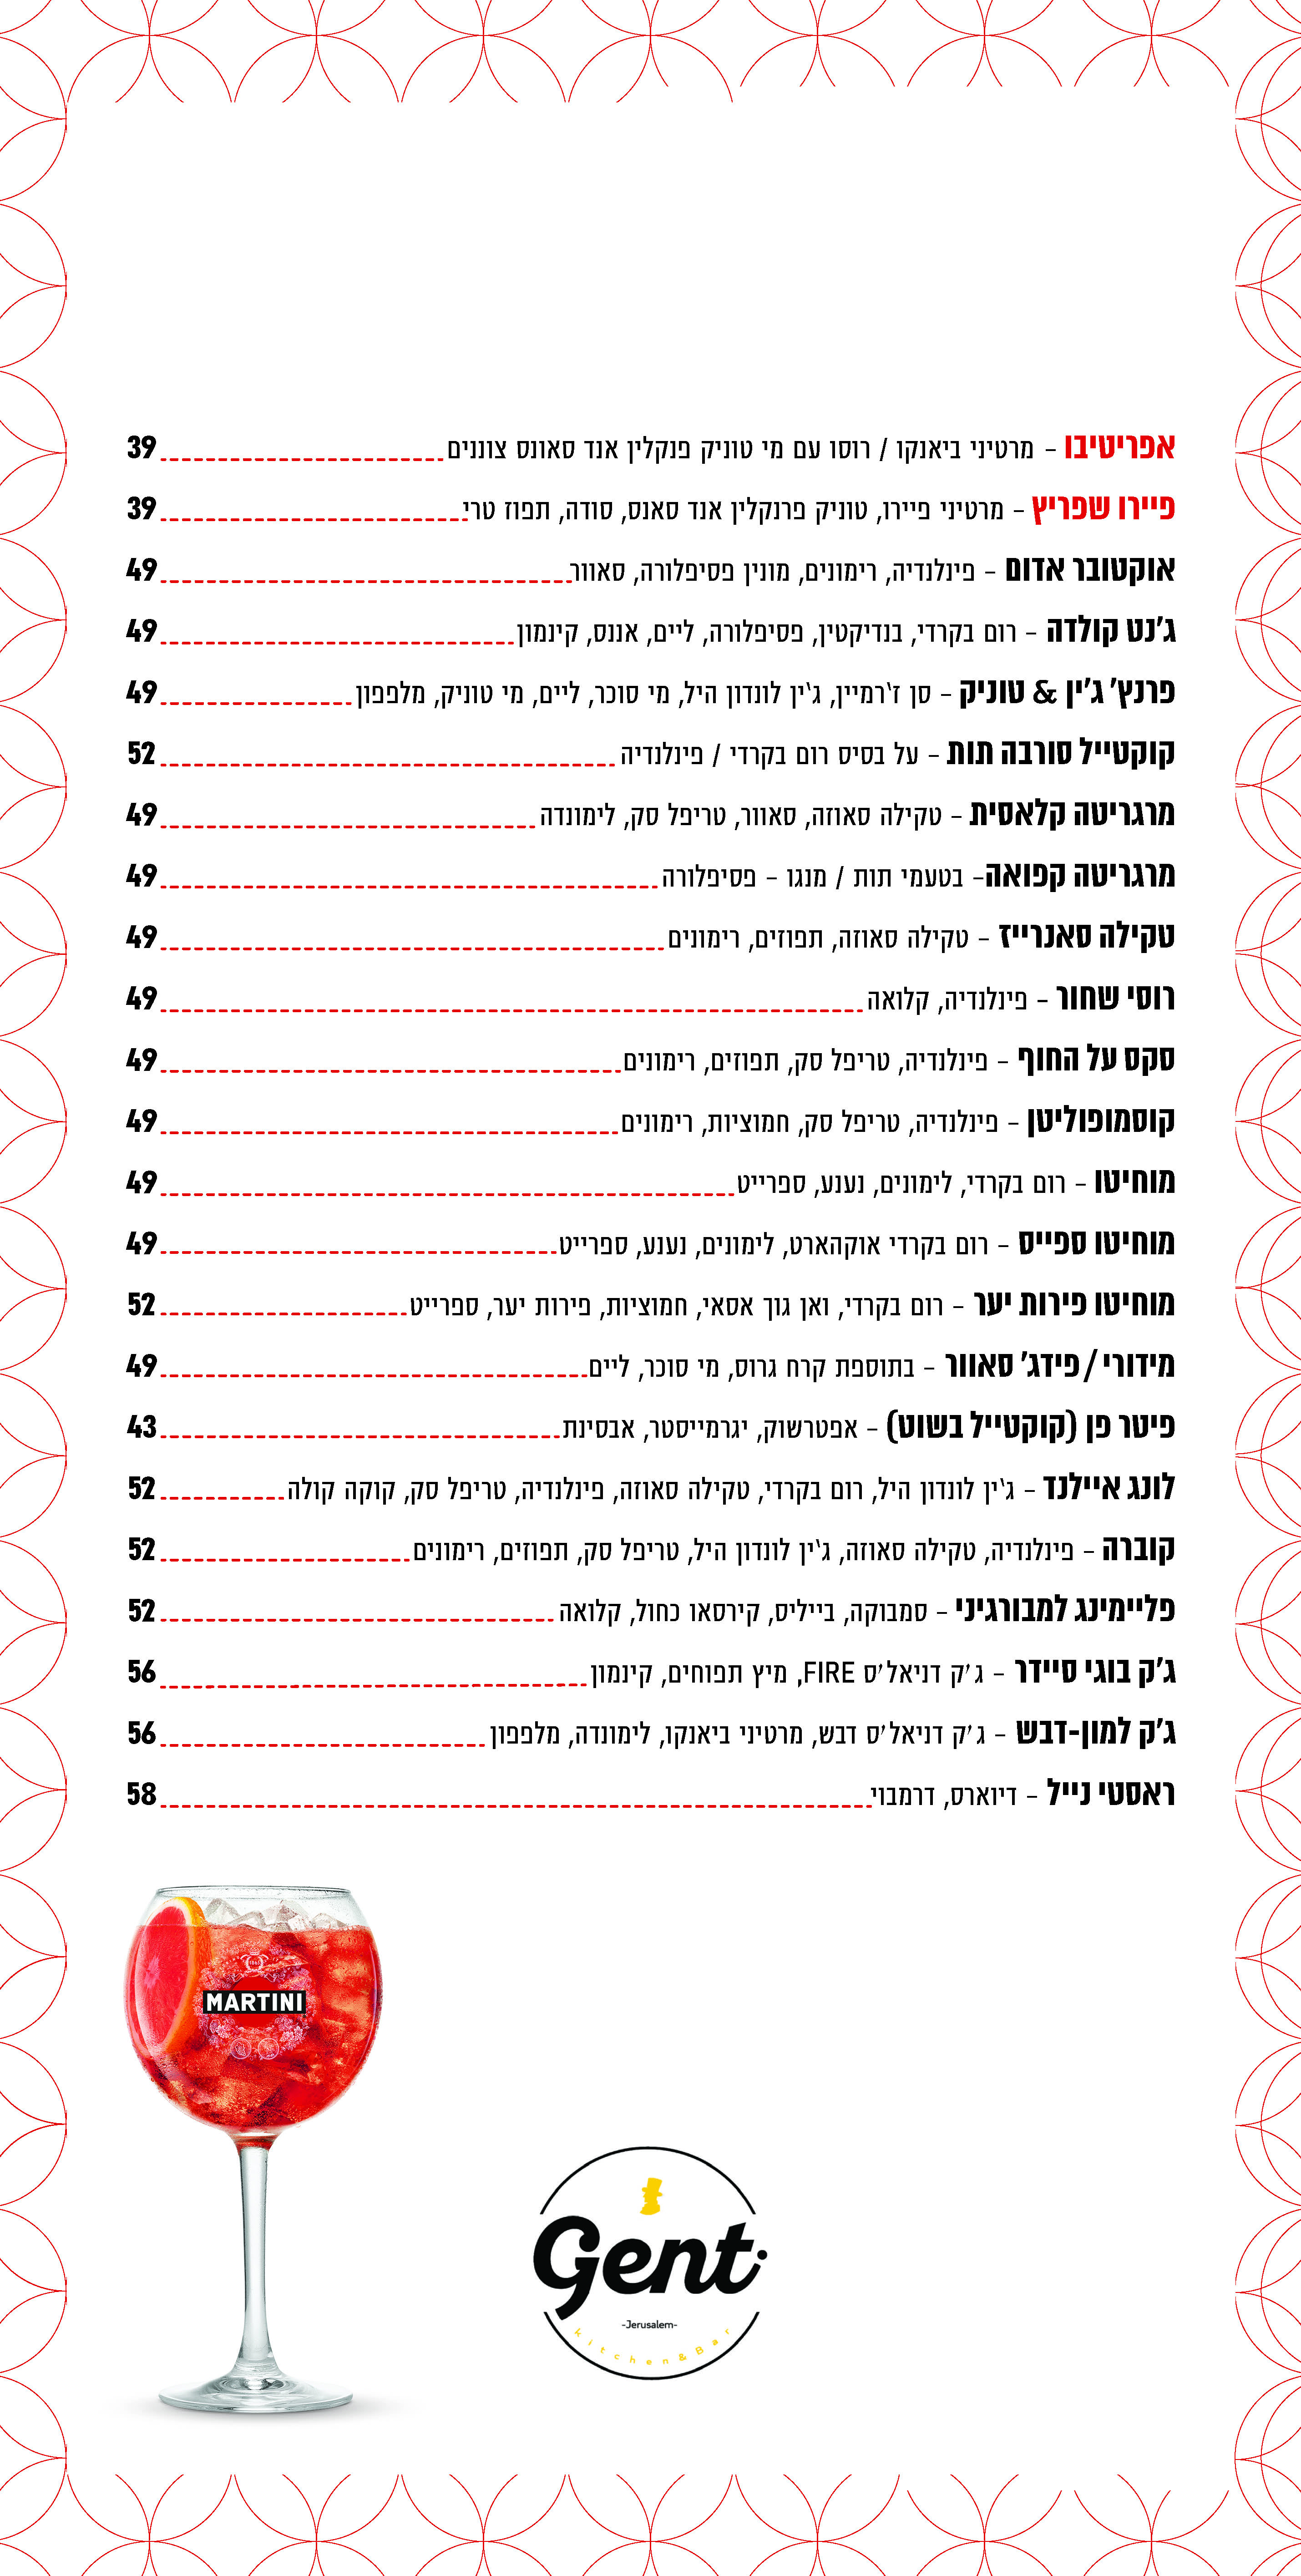 אפריטיבו – מרטיני ביאנקו / רוסו עם מי טוניק פנקלין אנד סאונס צוננים 39
פיירו שפריץ – מרטיני פיירו, טוניק פרנקלין אנד סאנס, סודה, תפוז טרי 39
אוקטובר אדום – פינלנדיה, רימונים, מונין פסיפלורה, סאוור 49
ג'נט קולדה – רום בקרדי, בנדיקטין, פסיפלורה, ליים, אננס, קינמון 49
פרנץ' ג'ין & טוניק – סן ז'רמיין, ג'ין לונדון היל, מי סוכר, ליים, מי טוניק, מלפפון 49
קוקטייל סורבה תות – על בסיס רום בקרדי / פינלנדיה 52
מרגריטה קלאסית – טקילה סאוזה, סאוור, טריפל סק, לימונדה 49
מרגריטה קפואה- בטעמי תות / מנגו – פסיפלורה 49
טקילה סאנרייז – טקילה סאוזה, תפוזים, רימונים 49
רוסי שחור – פינלנדיה, קלואה 49
סקס על החוף – פינלנדיה, טריפל סק, תפוזים, רימונים 49
קוסמופוליטן – פינלנדיה, טריפל סק, חמוציות, רימונים 49
מוחיטו – רום בקרדי, לימונים, נענע, ספרייט 49
מוחיטו ספייס – רום בקרדי אוקהארט, לימונים, נענע, ספרייט 49
מוחיטו פירות יער – רום בקרדי, ואן גוך אסאי, חמוציות, פירות יער, ספרייט 52
מידורי / פידג' סאוור – בתוספת קרח גרוס, מי סוכר, ליים 49
פיטר פן (קוקטייל בשוט) – אפטרשוק, יגרמייסטר, אבסינת 43
לונג איילנד – ג'ין לונדון היל, רום בקרדי, טקילה סאוזה, פינלנדיה, טריפל סק, קוקה קולה 52
קוברה – פינלנדיה, טקילה סאוזה, ג'ין לונדון היל, טריפל סק, תפוזים, רימונים 52
פליימינג למבורגיני – סמבוקה, בייליס, קירסאו כחול, קלואה 52
ג'ק בוגי סיידר – ג'ק דניאל'ס FIRE, מיץ תפוחים, קינמון 56
ג'ק למון-דבש – ג'ק דניאל'ס דבש, מרטיני ביאנקו, לימונדה, מלפפון 56
ראסטי נייל – דיוארס, דרמבוי 58
MARTINI
Gent
-Jerusalem-
kitchen & Bar